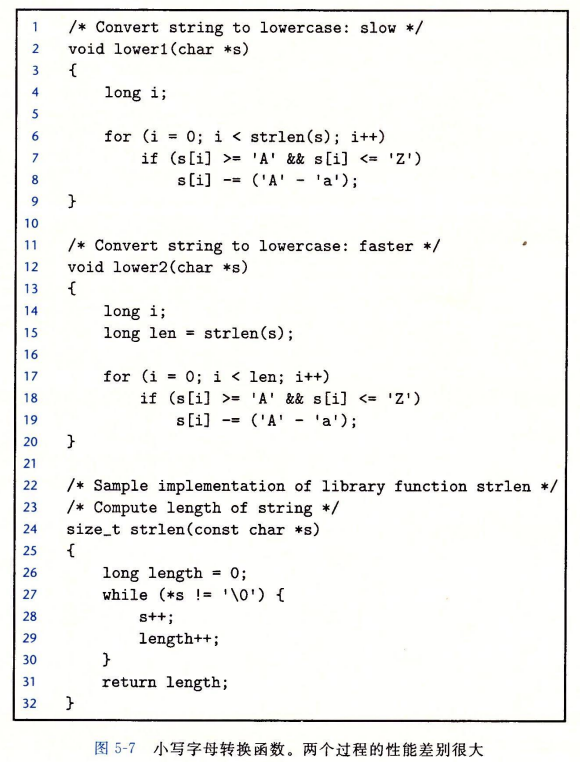 1 /* Convert string to lowercase: slow */
2 void lower1(char *s)
3 {
4     long i;
5
6     for (i = 0; i < strlen(s); i++)
7         if (s[i] >= 'A' && s[i] <= 'Z')
8             s[i] -= ('A' - 'a');
9 }
10
11 /* Convert string to lowercase: faster */
12 void lower2(char *s)
13 {
14     long i;
15     long len = strlen(s);
16
17     for (i = 0; i < len; i++)
18         if (s[i] >= 'A' && s[i] <= 'Z')
19             s[i] -= ('A' - 'a');
20 }
21
22 /* Sample implementation of library function strlen */
23 /* Compute length of string */
24 size_t strlen(const char *s)
25 {
26     long length = 0;
27     while (*s != '\0') {
28         s++;
29         length++;
30     }
31     return length;
32 }
图 5-7 小写字母转换函数。两个过程的性能差别很大